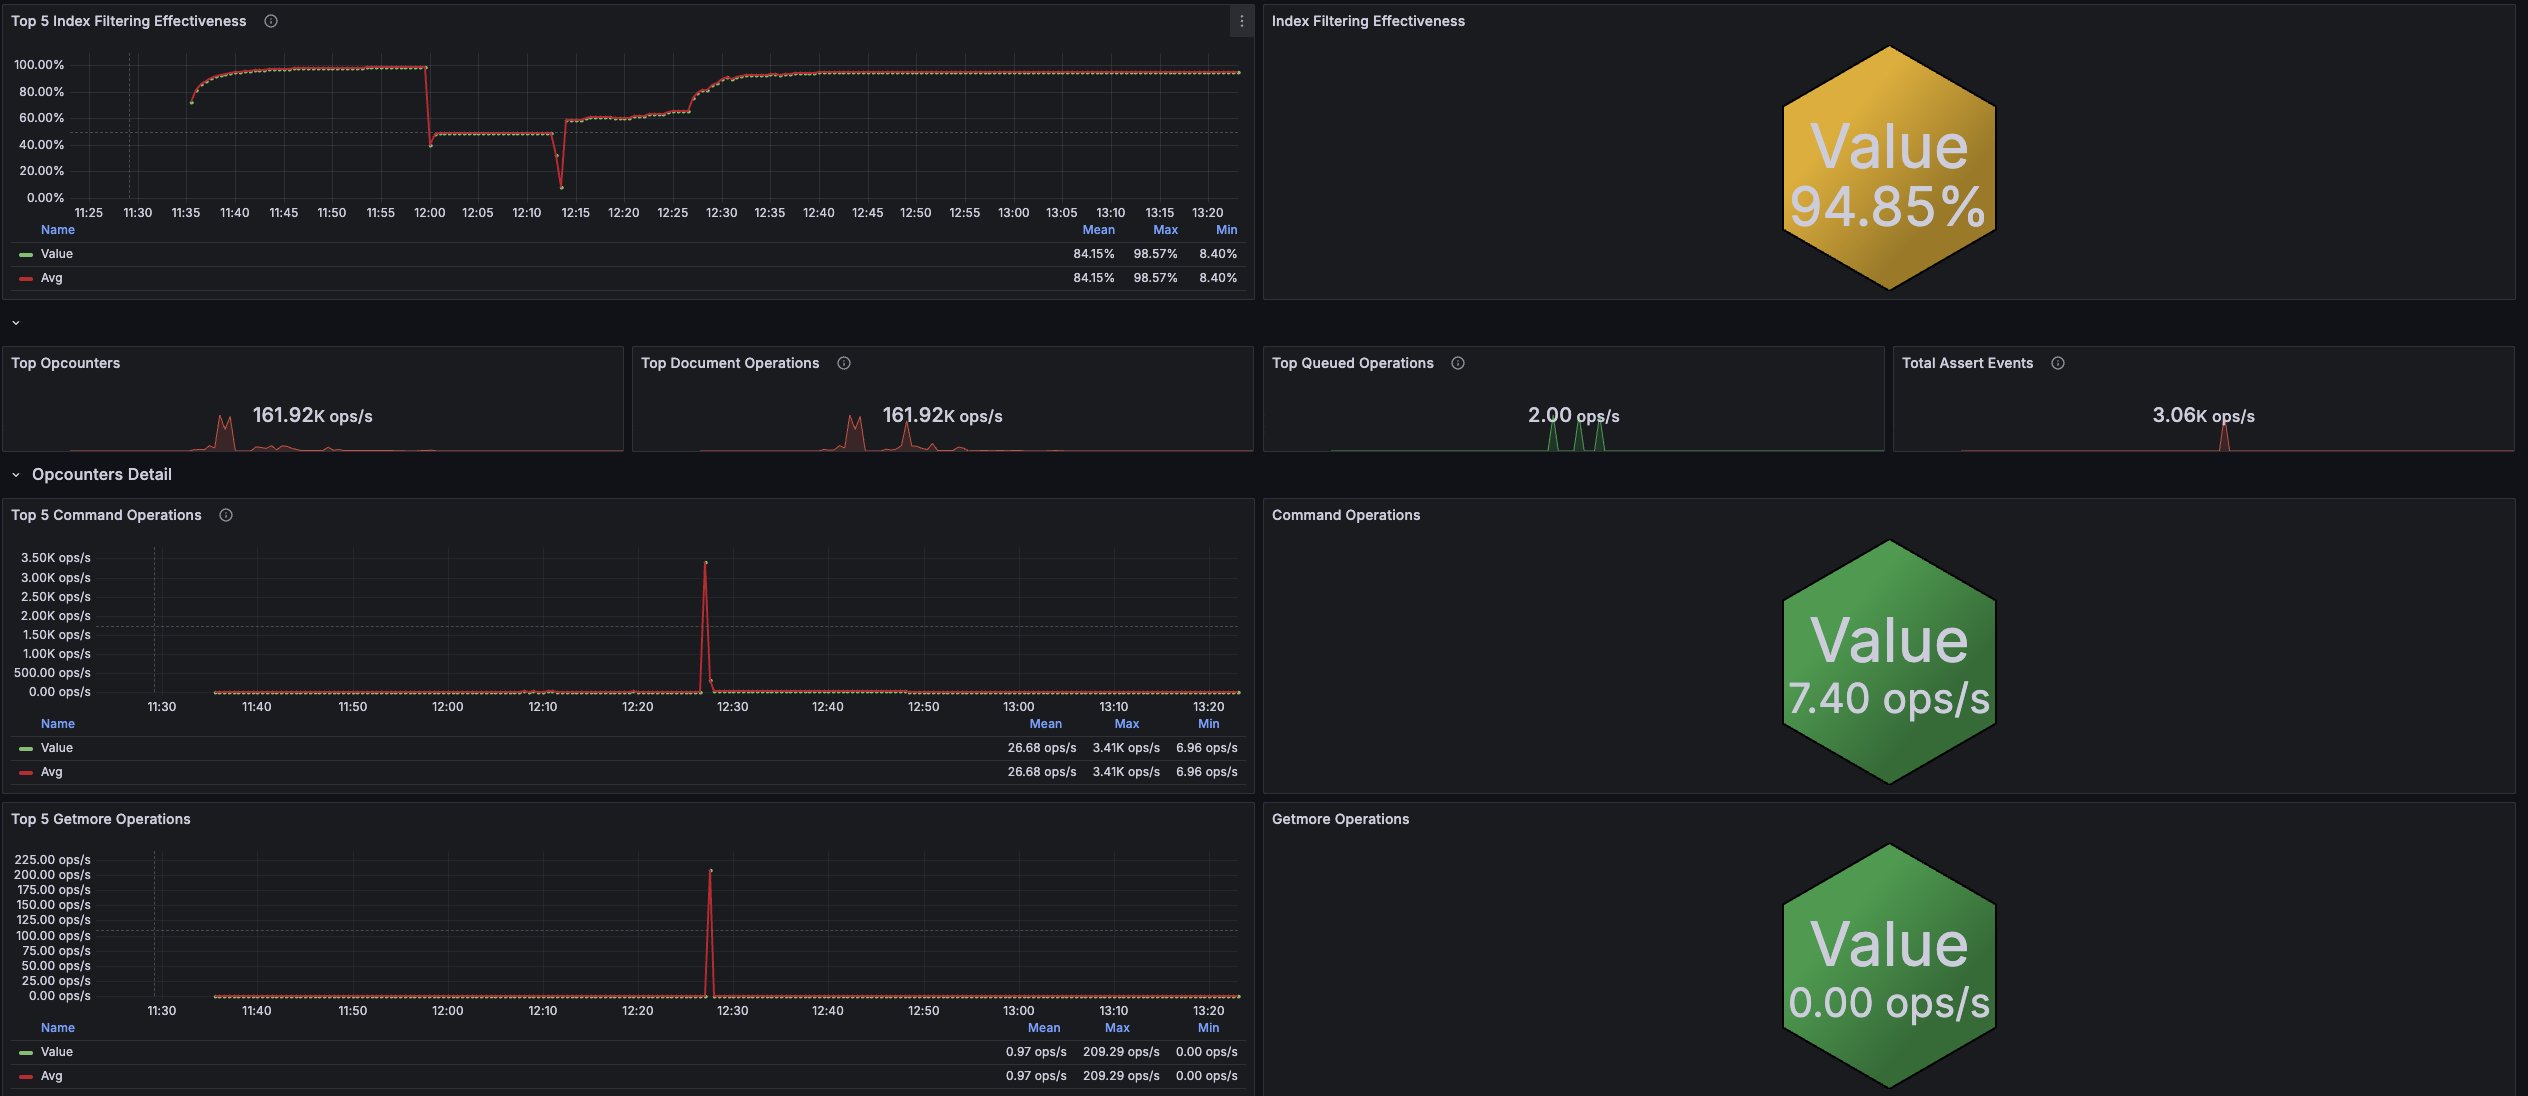 Top 5 Index Filtering Effectiveness
100.00%
80.00%
60.00%
40.00%
20.00%
0.00%
11:25 11:30 11:35 11:40 11:45 11:50 11:55 12:00 12:05 12:10 12:15 12:20 12:25 12:30 12:35 12:40 12:45 12:50 12:55 13:00 13:05 13:10 13:15 13:20
Name Mean Max Min
Value 84.15% 98.57% 8.40%
Avg 84.15% 98.57% 8.40%
Index Filtering Effectiveness
Value
94.85%
Top Opcounters
161.92K ops/s
Top Document Operations
161.92K ops/s
Top Queued Operations
2.00 ops/s
Total Assert Events
3.06K ops/s
Opcounters Detail
Top 5 Command Operations
3.50K ops/s
3.00K ops/s
2.50K ops/s
2.00K ops/s
1.50K ops/s
1.00K ops/s
500.00 ops/s
0.00 ops/s
11:30 11:40 11:50 12:00 12:10 12:20 12:30 12:40 12:50 13:00 13:10 13:20
Name Mean Max Min
Value 26.68 ops/s 3.41K ops/s 6.96 ops/s
Avg 26.68 ops/s 3.41K ops/s 6.96 ops/s
Command Operations
Value
7.40 ops/s
Top 5 Getmore Operations
225.00 ops/s
200.00 ops/s
175.00 ops/s
150.00 ops/s
125.00 ops/s
100.00 ops/s
75.00 ops/s
50.00 ops/s
25.00 ops/s
0.00 ops/s
11:30 11:40 11:50 12:00 12:10 12:20 12:30 12:40 12:50 13:00 13:10 13:20
Name Mean Max Min
Value 0.97 ops/s 209.29 ops/s 0.00 ops/s
Avg 0.97 ops/s 209.29 ops/s 0.00 ops/s
Getmore Operations
Value
0.00 ops/s